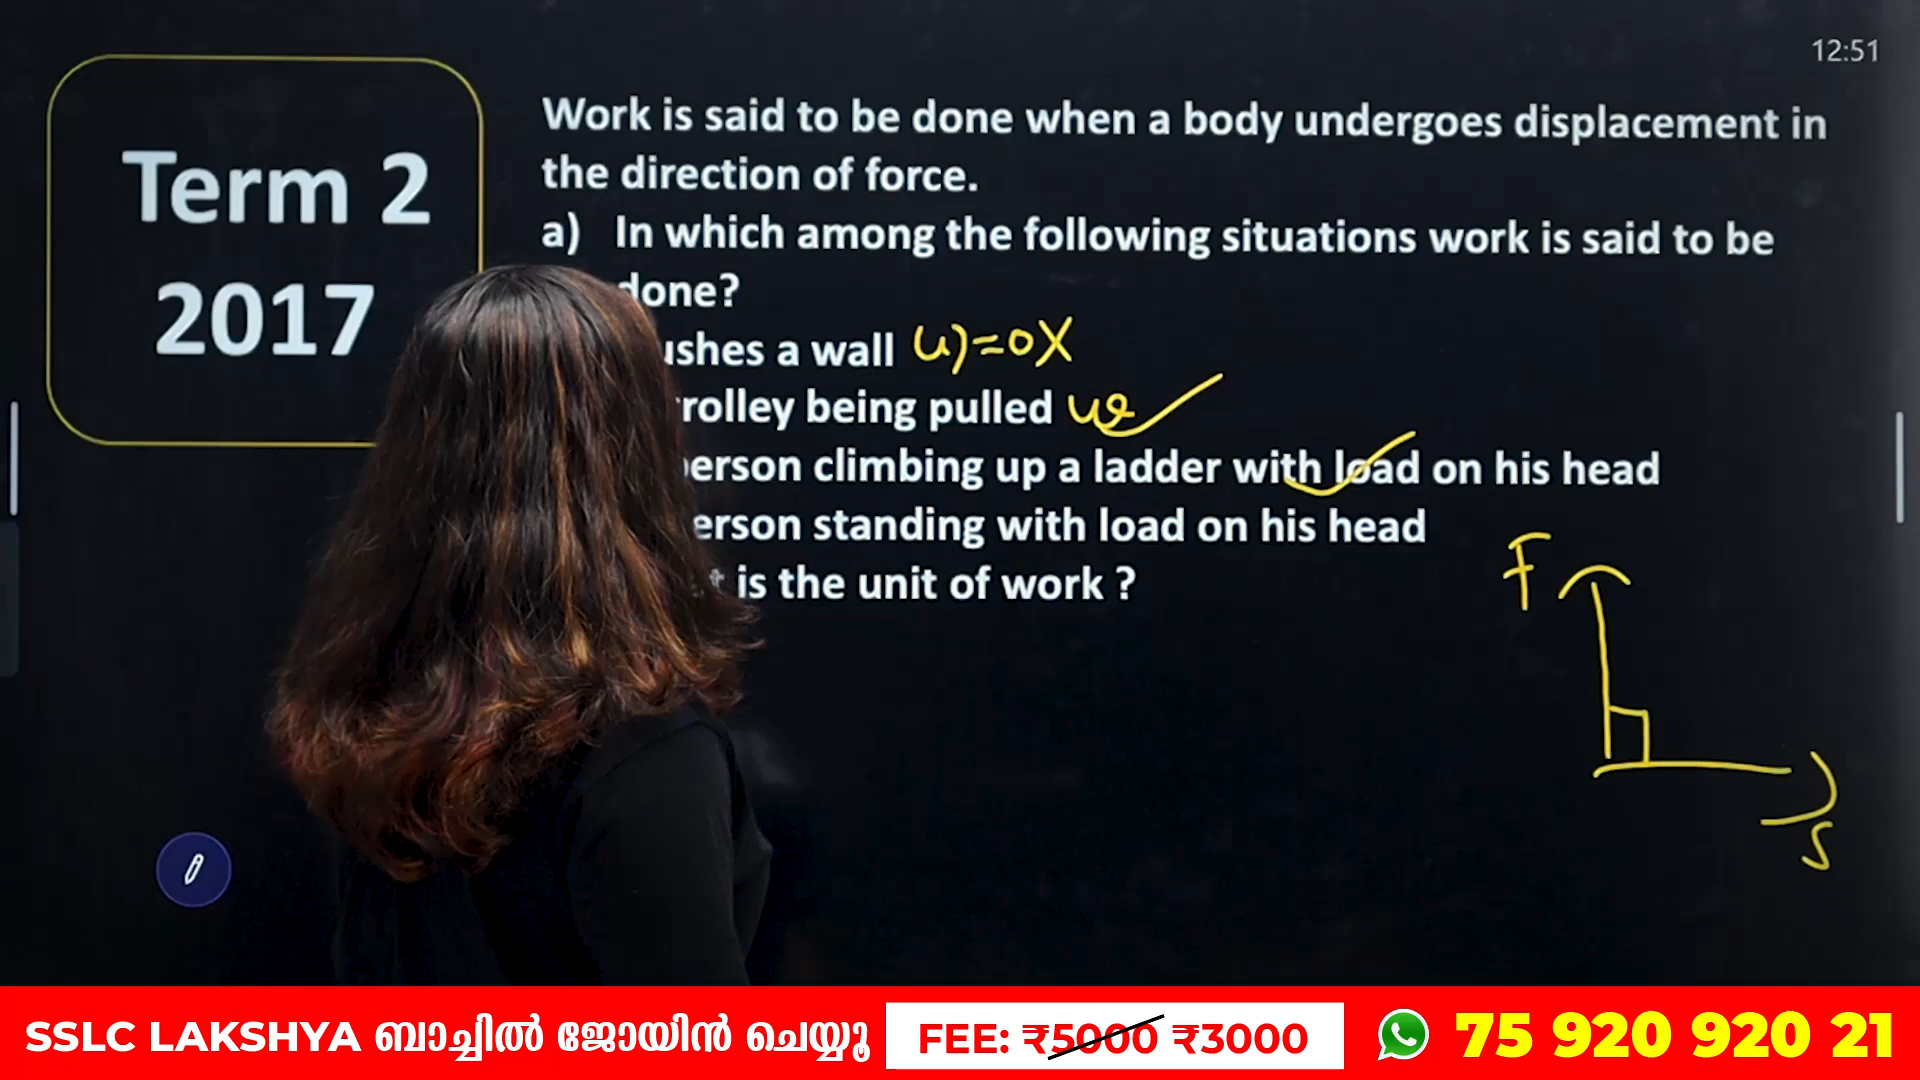 12:51
Term 2
2017
Work is said to be done when a body undergoes displacement in
the direction of force.
a) In which among the following situations work is said to be
done?
ushes a wall W=0X
rolley being pulled
erson climbing up a ladder with load on his head
erson standing with load on his head
is the unit of work ?
F
S
SSLC LAKSHYA ബാച്ചിൽ ജോയിൻ ചെയ്യൂ
FEE: ₹5000 ₹3000
75 920 920 21